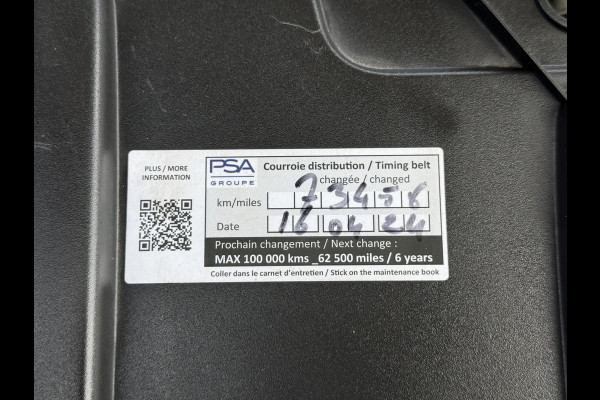 PLUS / MORE
INFORMATION
PSA
GROUPE
Courroie distribution / Timing belt
changée / changed
km/miles 734
Date 16 04 24
Prochain changement / Next change :
MAX 100 000 kms _62 500 miles / 6 years
Coller dans le carnet d'entretien / Stick on the maintenance book